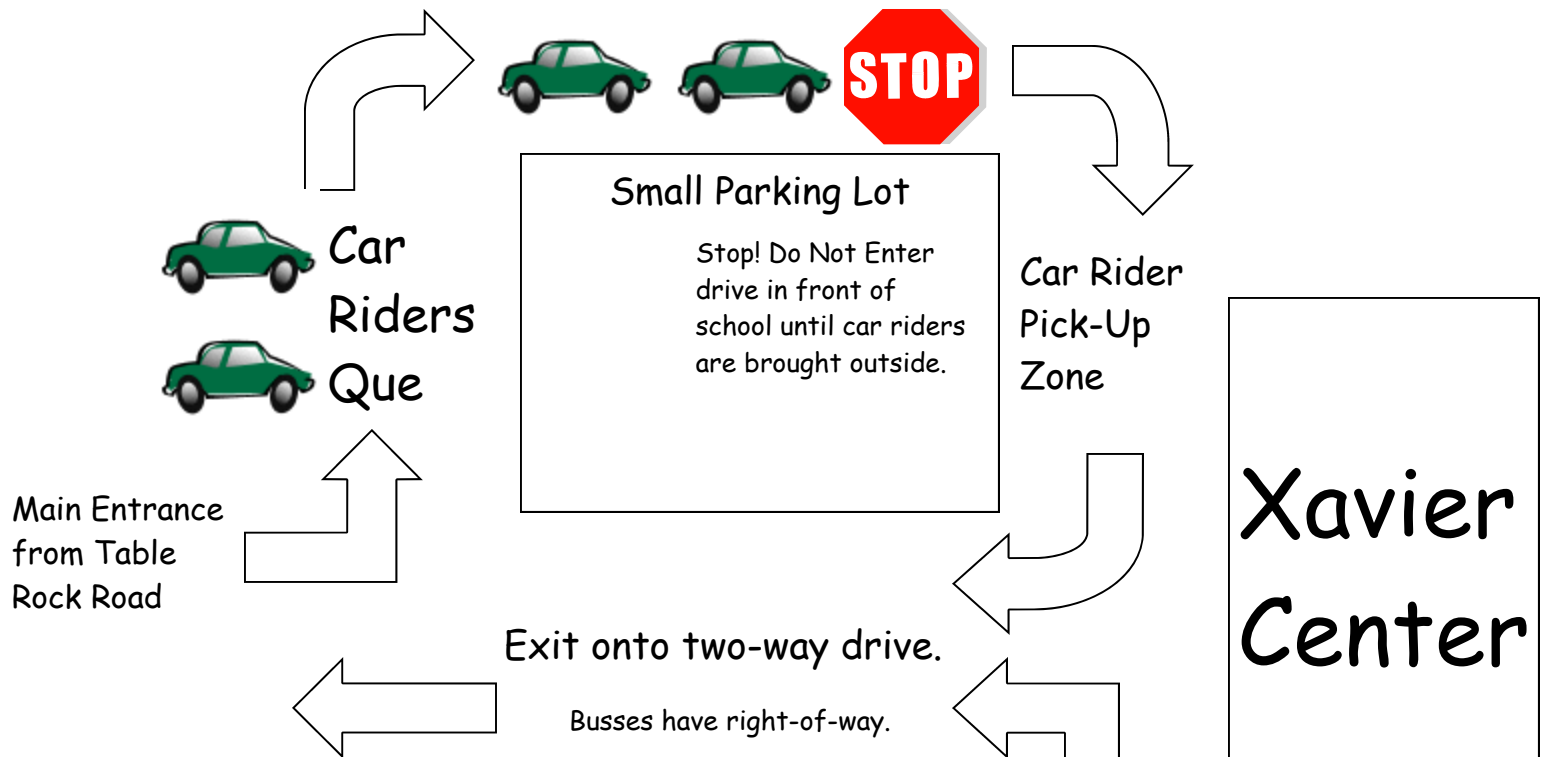 STOP
Small Parking Lot
Stop! Do Not Enter
drive in front of
school until car riders
are brought outside.
Car
Riders
Que
Car Rider
Pick-Up
Zone
Main Entrance
from Table
Rock Road
Xavier
Center
Exit onto two-way drive.
Busses have right-of-way.